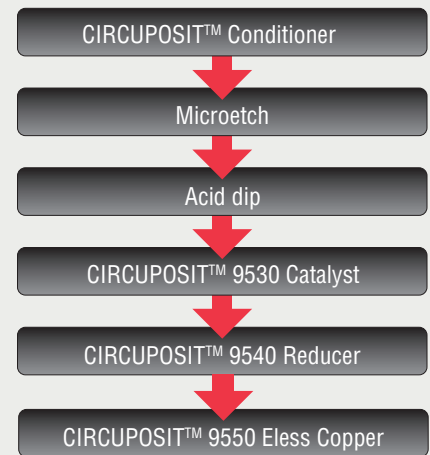 CIRCUPOSIT™ Conditioner
Microetch
Acid dip
CIRCUPOSIT™ 9530 Catalyst
CIRCUPOSIT™ 9540 Reducer
CIRCUPOSIT™ 9550 Eless Copper